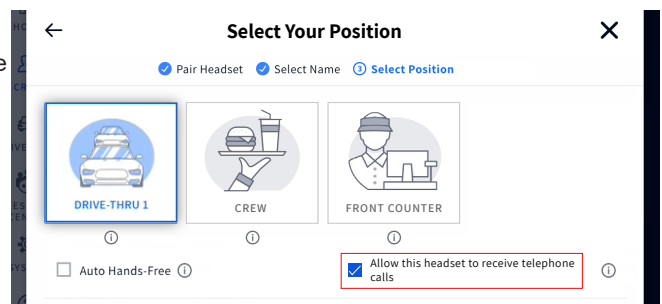 Select Your Position
Pair Headset Select Name 3 Select Position
DRIVE-THRU 1
CREW
FRONT COUNTER
Auto Hands-Free
Allow this headset to receive telephone
calls